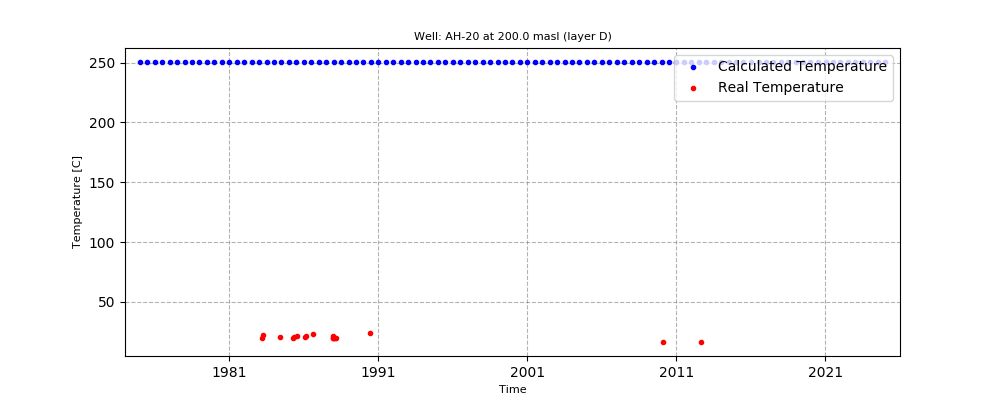 Well: AH-20 at 200.0 masl (layer D)
250
200
150
100
50
Temperature [C]
Calculated Temperature
Real Temperature
1981 1991 2001 2011 2021
Time